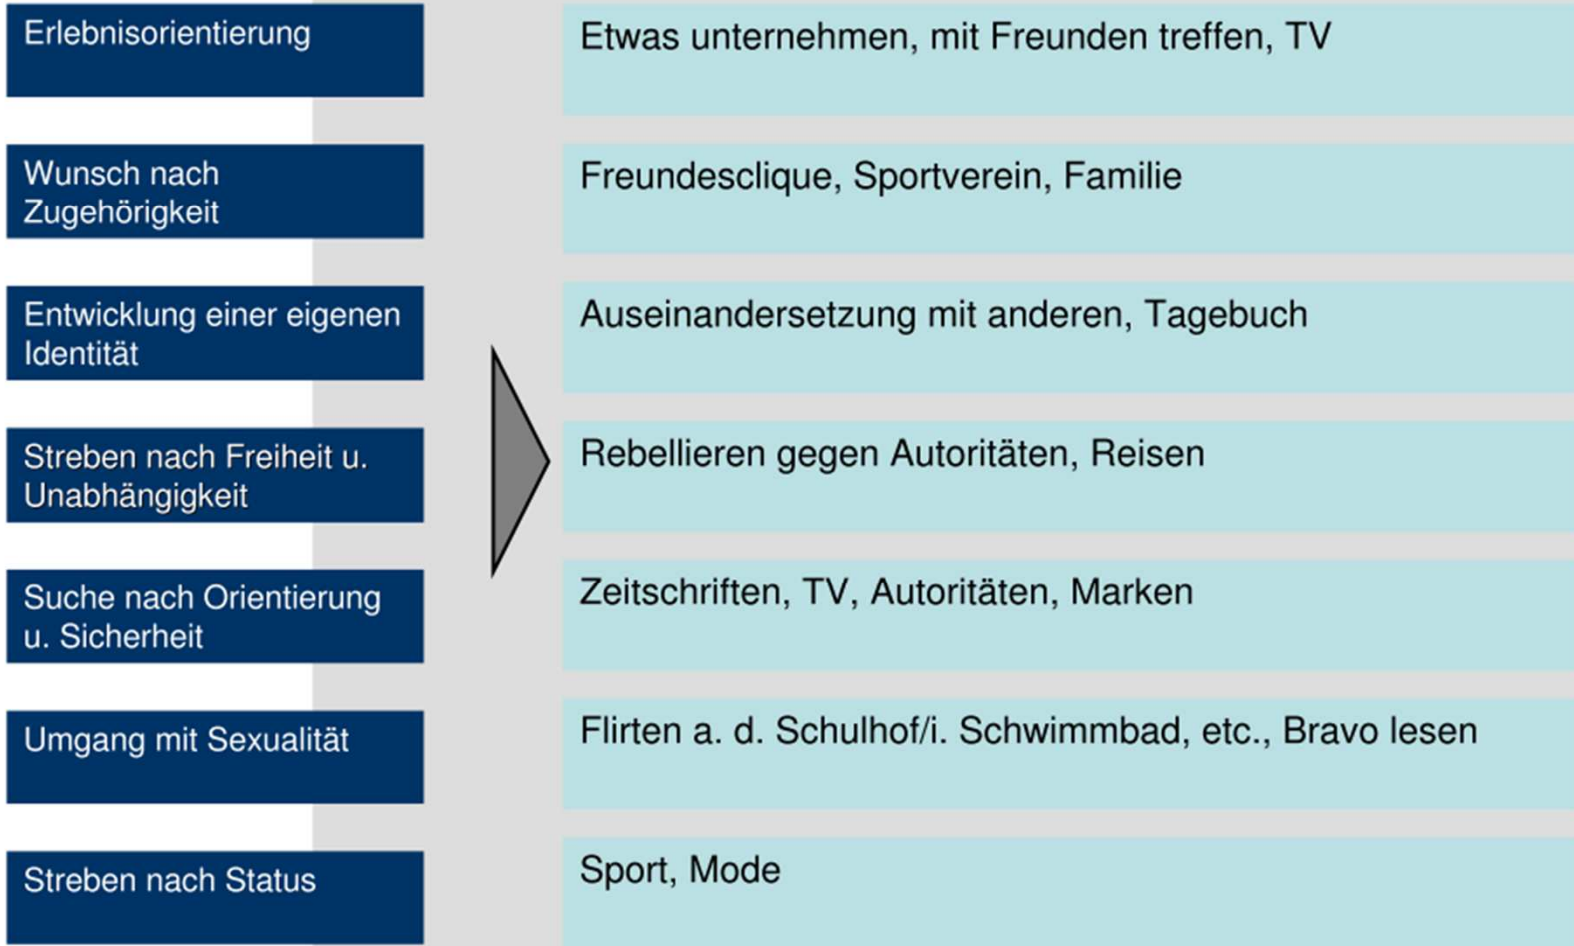 Erlebnisorientierung
Etwas unternehmen, mit Freunden treffen, TV
Wunsch nach
Zugehörigkeit
Freundesclique, Sportverein, Familie
Entwicklung einer eigenen
Identität
Auseinandersetzung mit anderen, Tagebuch
Streben nach Freiheit u.
Unabhängigkeit
Rebellieren gegen Autoritäten, Reisen
Suche nach Orientierung
u. Sicherheit
Zeitschriften, TV, Autoritäten, Marken
Umgang mit Sexualität
Flirten a. d. Schulhof/i. Schwimmbad, etc., Bravo lesen
Streben nach Status
Sport, Mode